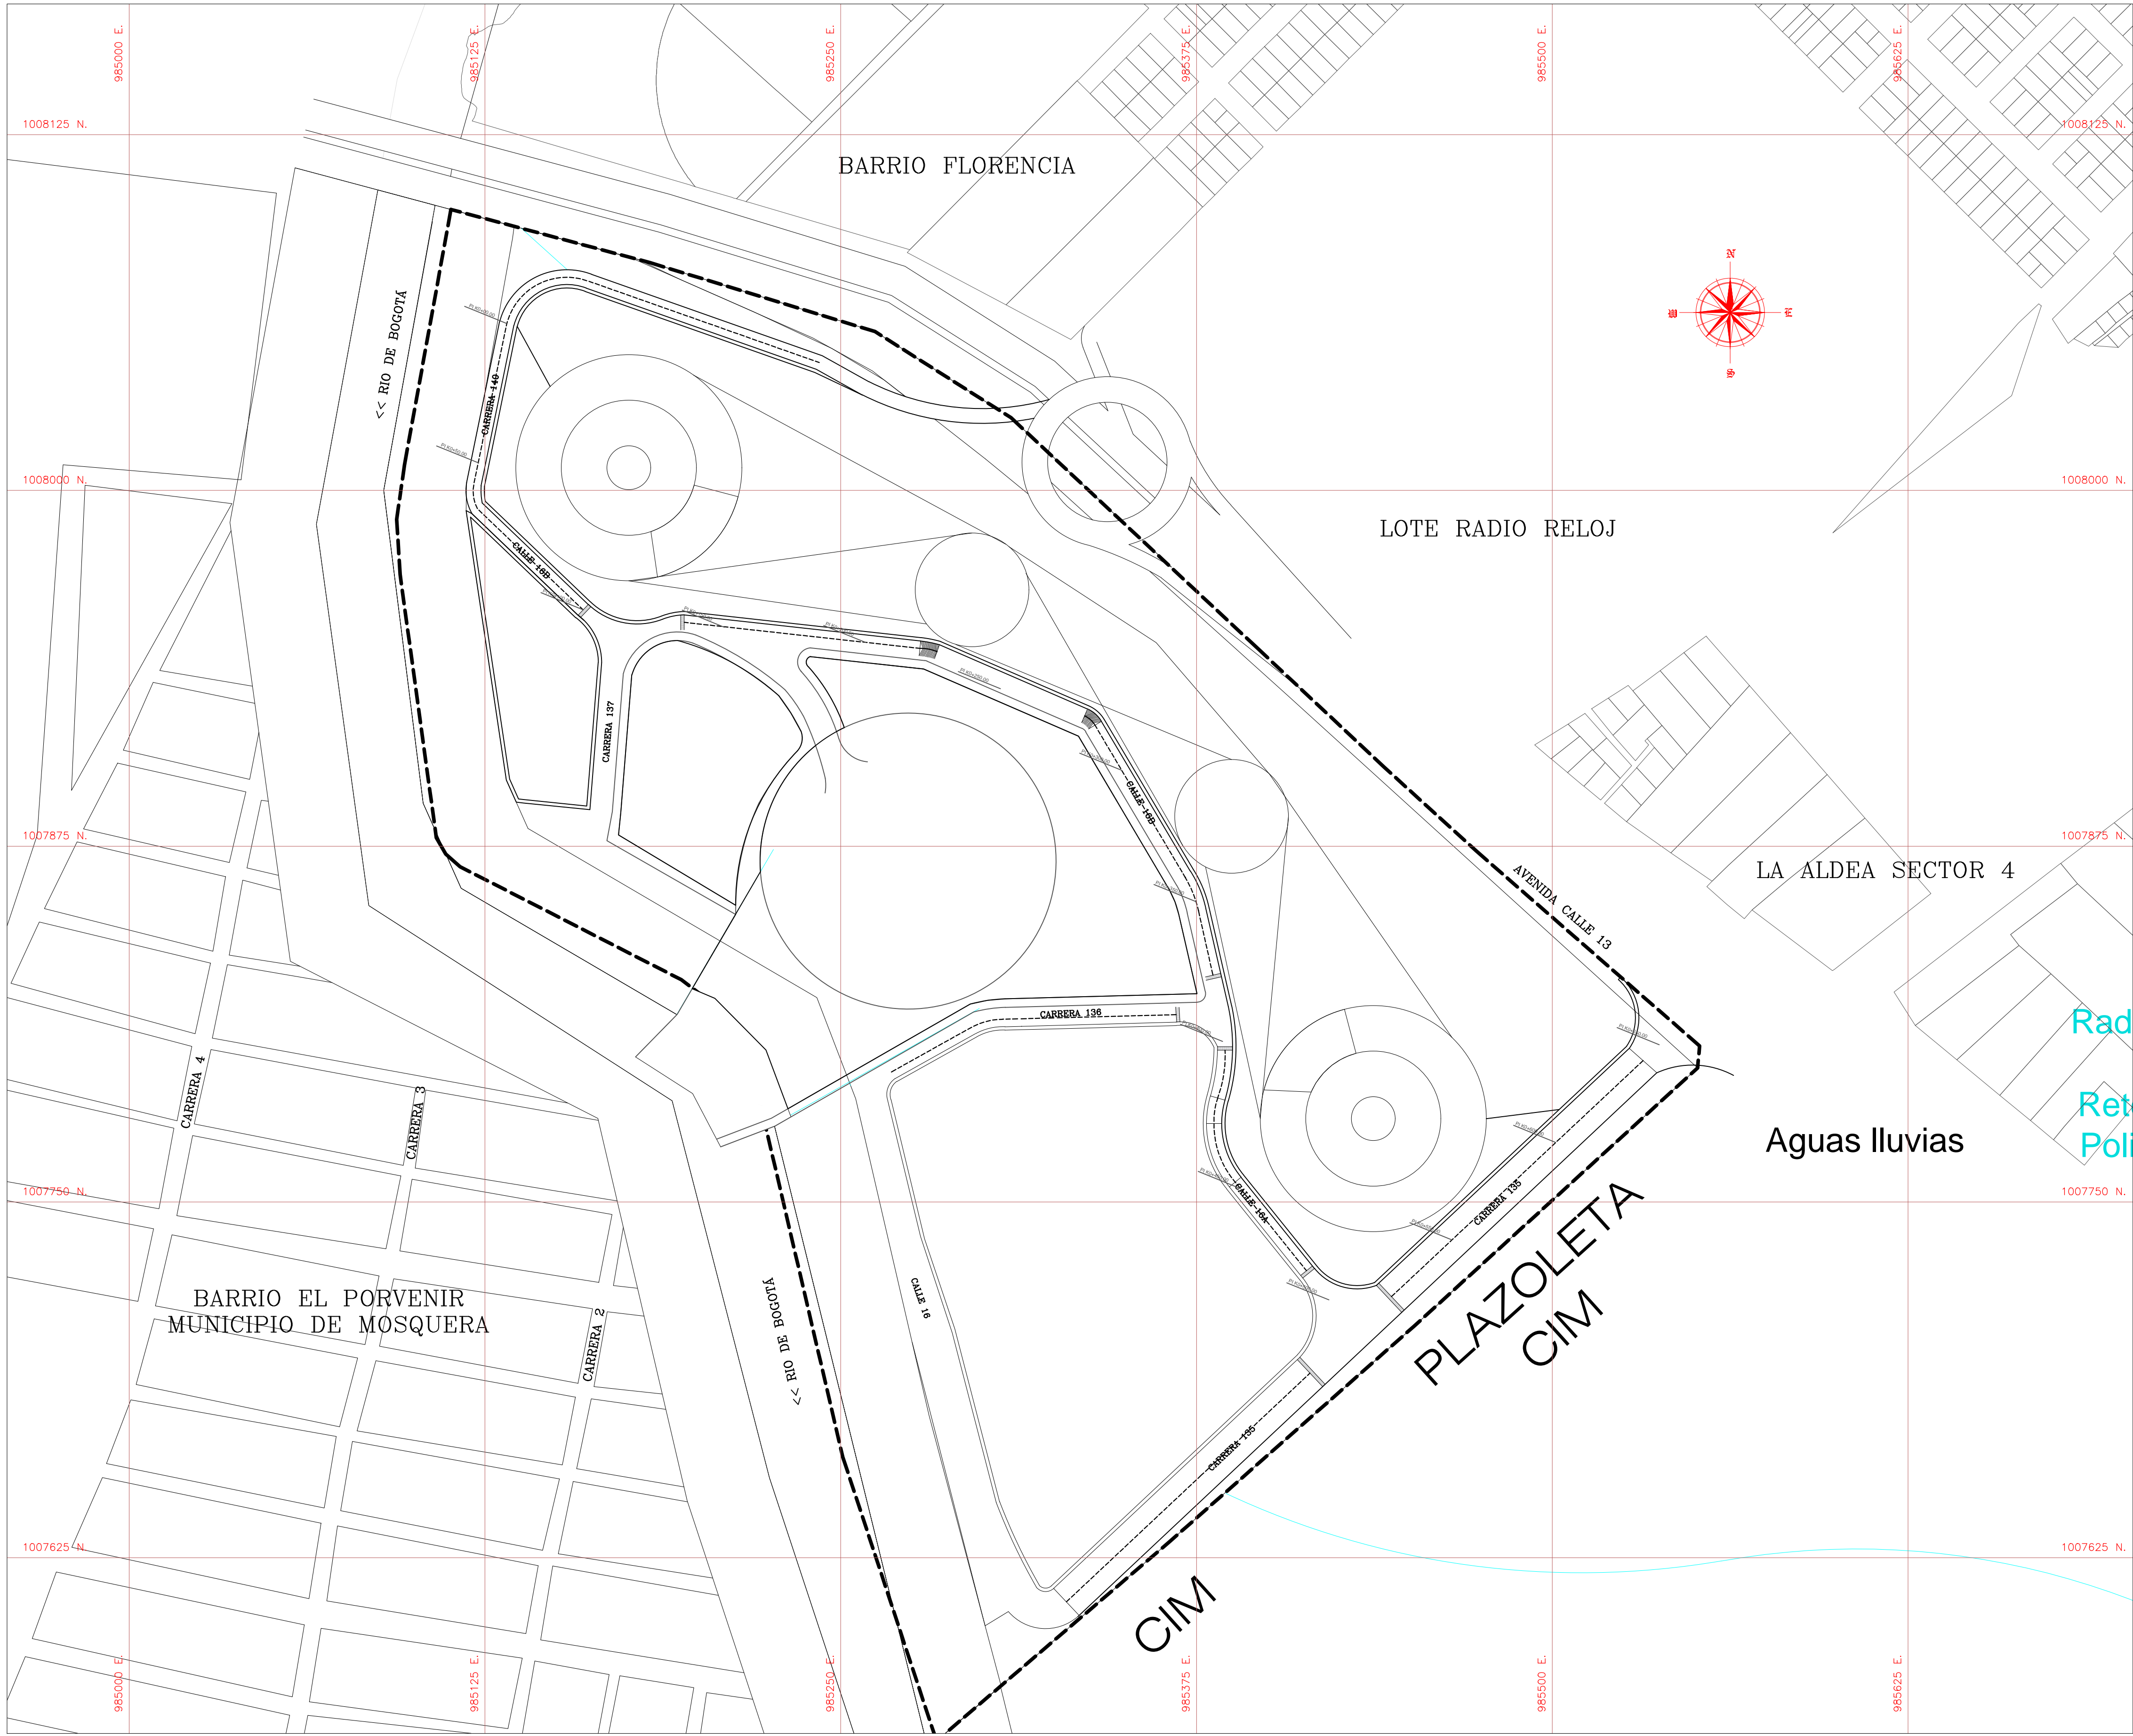 985000 E.
985125 E.
985250 E.
985375 E.
985500 E.
985625 E.
1008125 N.
1008125 N.
BARRIO FLORENCIA
N
E
S
<< RIO DE BOGOTÁ
CARRERA 140
1008000 N.
1008000 N.
LOTE RADIO RELOJ
CALLE 16B
CARRERA 137
CALLE 16B
1007875 N.
1007875 N.
LA ALDEA SECTOR 4
AVENIDA CALLE 13
CARRERA 136
Rad
CARRERA 4
CARRERA 3
Ret
Aguas lluvias
Poli
1007750 N.
1007750 N.
CALLE 16A
CARRERA 135
PLAZOLETA
CIM
BARRIO EL PORVENIR
MUNICIPIO DE MOSQUERA
CARRERA 2
<< RIO DE BOGOTÁ
CALLE 16
CARRERA 135
1007625 N.
1007625 N.
CIM
985000 E.
985125 E.
985250 E.
985375 E.
985500 E.
985625 E.